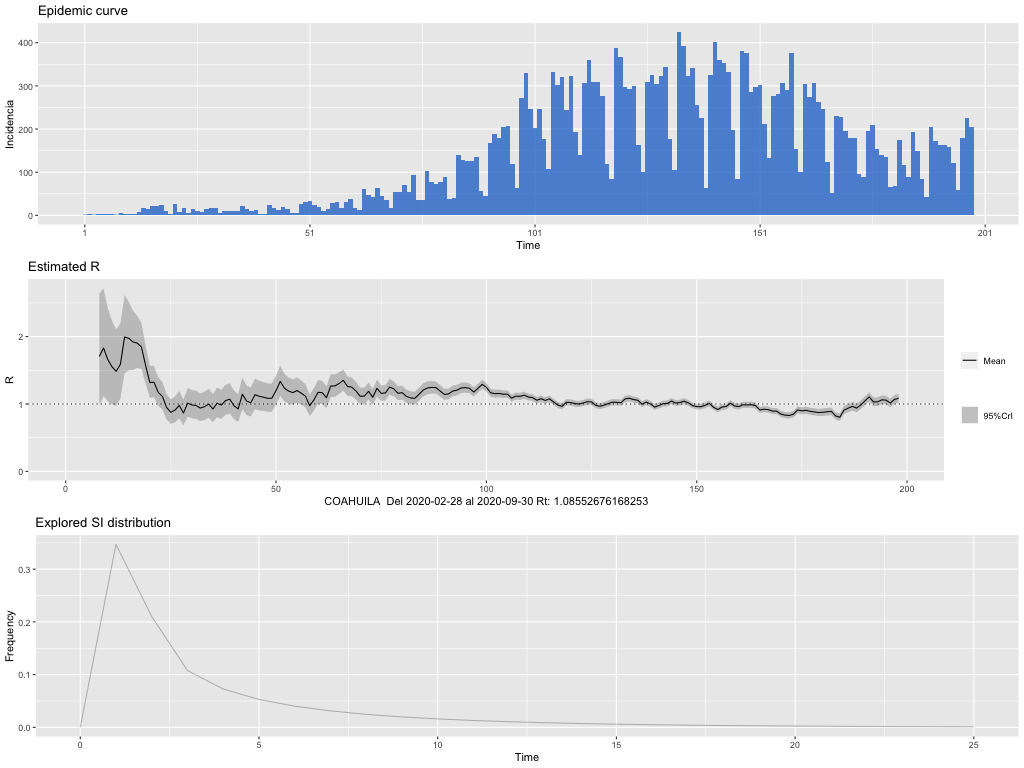 Epidemic curve
Incidencia
400
300
200
100
0
1 51 101 151 201
Time
Estimated R
R
2
1
0
Mean
95%CrI
0 50 100 150 200
COAHUILA Del 2020-02-28 al 2020-09-30 Rt: 1.08552676168253
Explored SI distribution
Frequency
0.3
0.2
0.1
0.0
0 5 10 15 20 25
Time